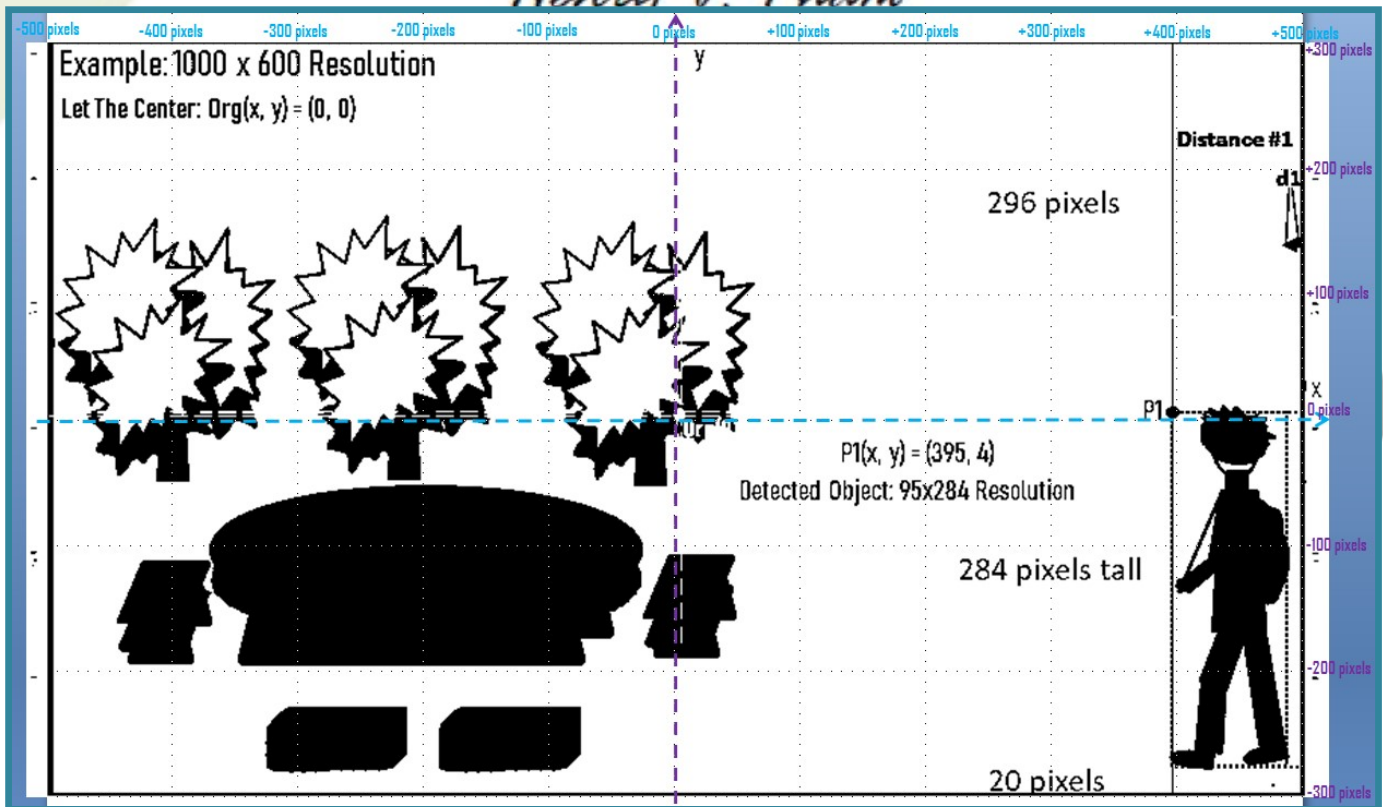 -500 pixels -400 pixels -300 pixels -200 pixels -100 pixels 0 pixels +100 pixels +200 pixels +300 pixels +400 pixels +500 pixels
+300 pixels
y
Example: 1000 x 600 Resolution
Let The Center: Org(x, y) = (0, 0)
Distance #1
+200 pixels
d1
296 pixels
+100 pixels
x
0 pixels
P1
P1(x, y) = (395, 4)
Detected Object: 95x284 Resolution
-100 pixels
284 pixels tall
-200 pixels
20 pixels
-300 pixels